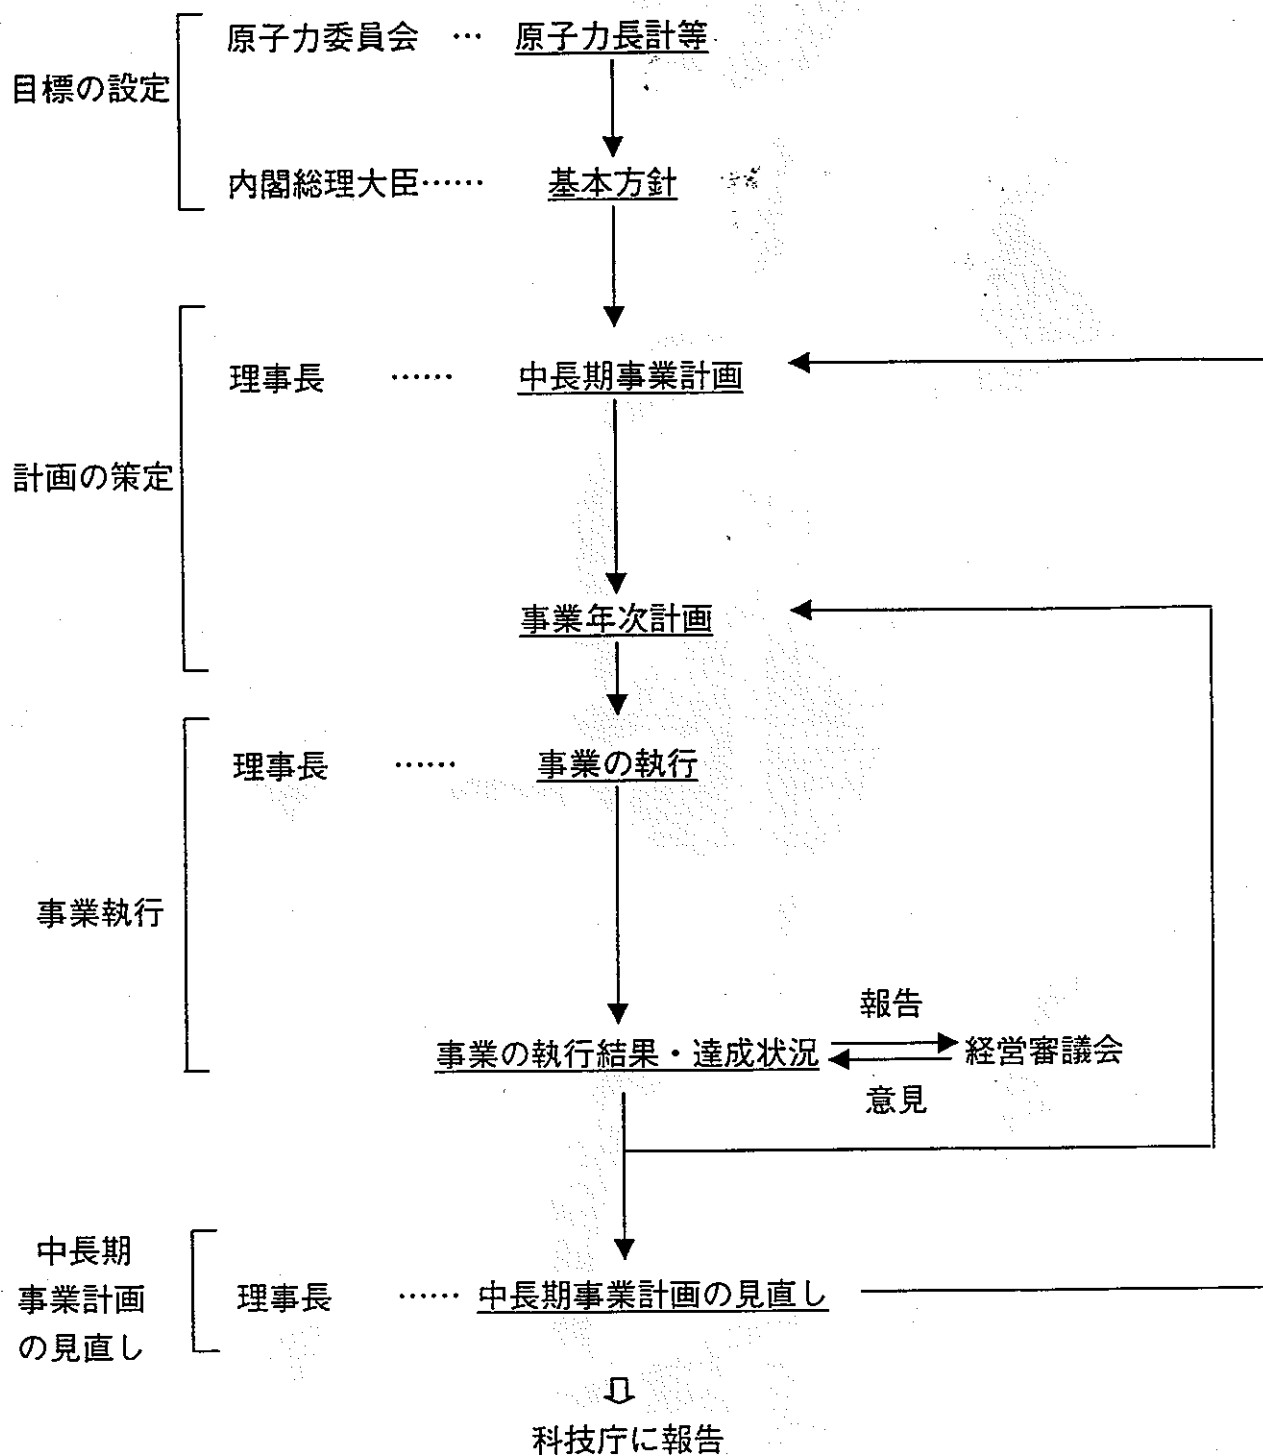 原子力委員会 … 原子力長計等
目標の設定
内閣総理大臣…… 基本方針
理事長 …… 中長期事業計画
計画の策定
事業年次計画
理事長 …… 事業の執行
事業執行
報告
事業の執行結果・達成状況 経営審議会
意見
中長期
事業計画
の見直し
理事長 …… 中長期事業計画の見直し
科技庁に報告